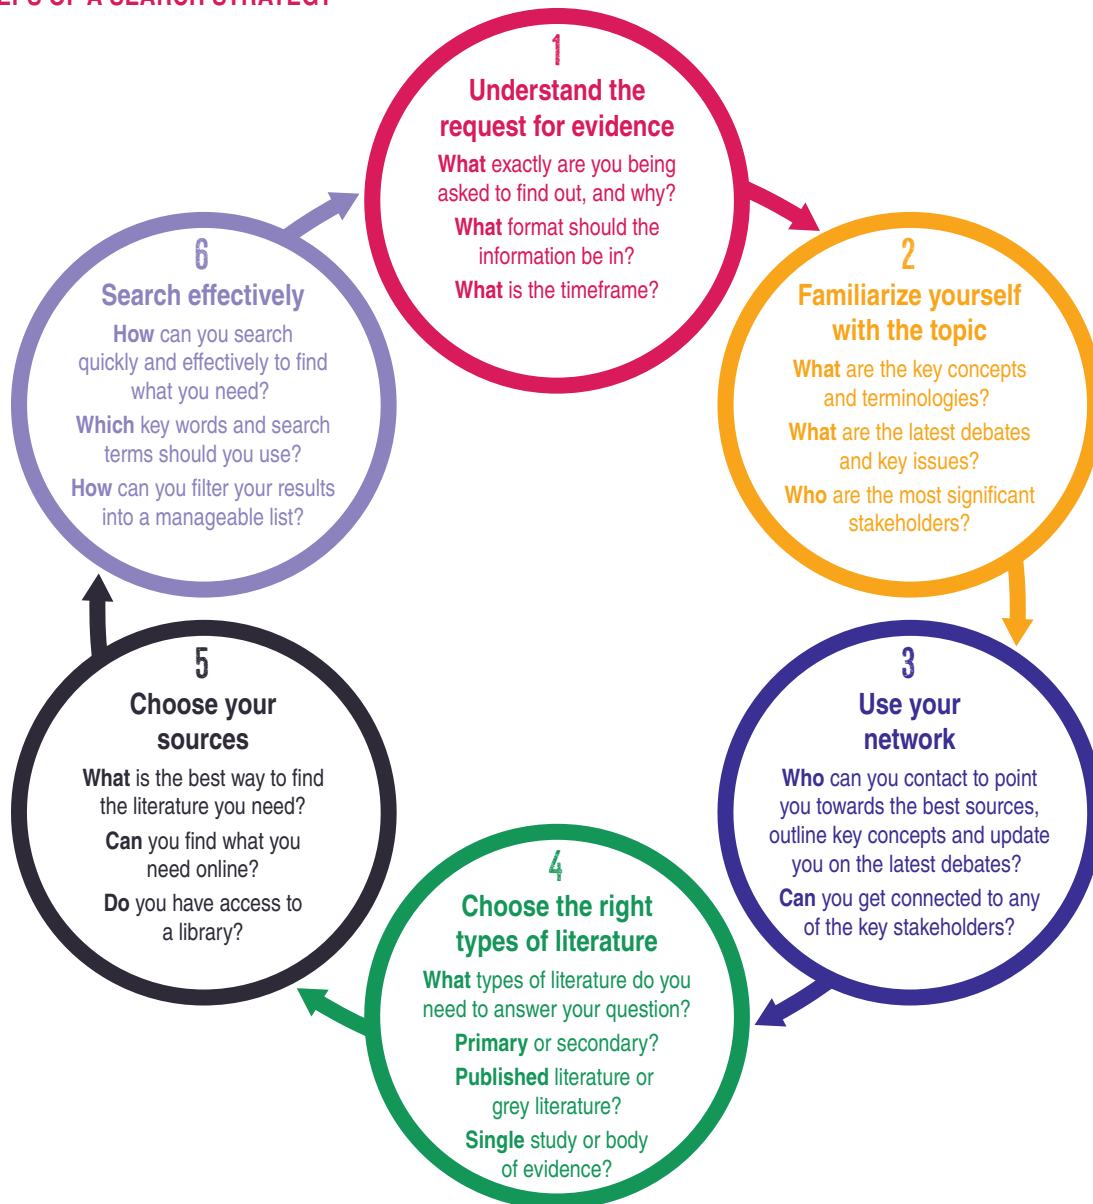 OF A SEARCH STRATEGY
1
Understand the
request for evidence
What exactly are you being
asked to find out, and why?
What format should the
information be in?
What is the timeframe?
2
Familiarize yourself
with the topic
What are the key concepts
and terminologies?
What are the latest debates
and key issues?
Who are the most significant
stakeholders?
3
Use your
network
Who can you contact to point
you towards the best sources,
outline key concepts and update
you on the latest debates?
Can you get connected to any
of the key stakeholders?
4
Choose the right
types of literature
What types of literature do you
need to answer your question?
Primary or secondary?
Published literature or
grey literature?
Single study or body
of evidence?
5
Choose your
sources
What is the best way to find
the literature you need?
Can you find what you
need online?
Do you have access to
a library?
6
Search effectively
How can you search
quickly and effectively to find
what you need?
Which key words and search
terms should you use?
How can you filter your results
into a manageable list?